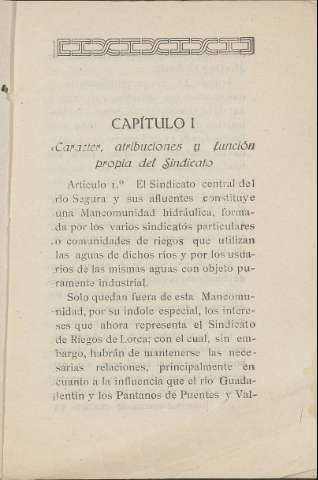 CAPÍTULO I
Caracter, atribuciones y función
propia del Sindicato
Artículo 1.º El Sindicato central del
río Segura y sus afluentes constituye
una Mancomunidad hidráulica, forma-
da por los varios sindicatos particulares
o comunidades de riegos que utilizan
las aguas de dichos ríos y por los usua-
rios de las mismas aguas con objeto pu-
ramente industrial.
Solo quedan fuera de esta Mancomu-
nidad, por su índole especial, los intere-
ses que ahora representa el Sindicato
de Riegos de Lorca; con el cual, sin em-
bargo, habrán de mantenerse las nece-
sarias relaciones, principalmente en
cuanto a la influencia que el río Guada-
lentín y los Pantanos de Puentes y Val-